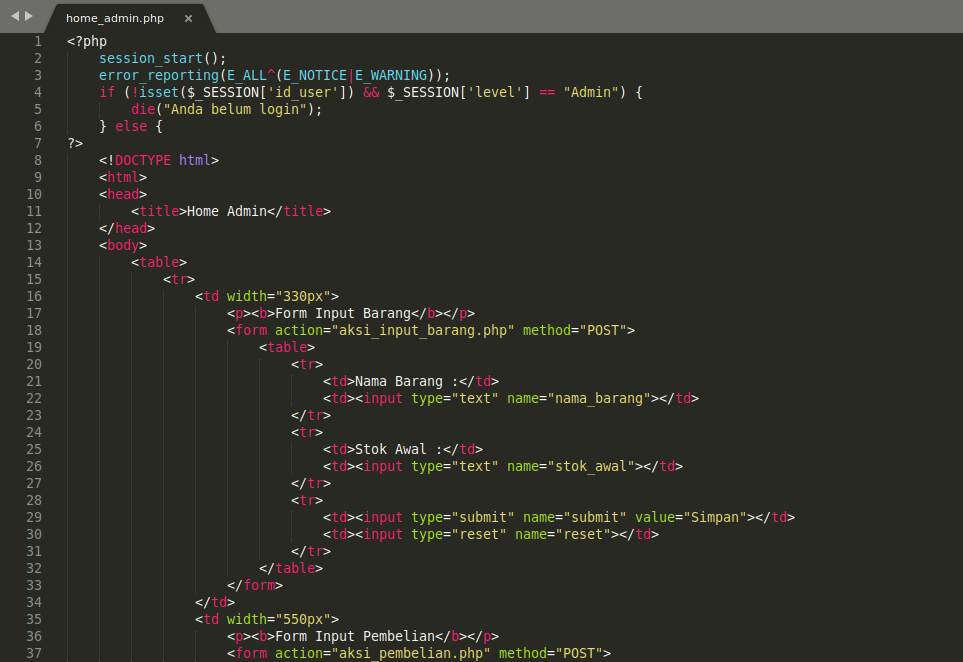 home_admin.php ×
1 <?php
2     session_start();
3     error_reporting(E_ALL^(E_NOTICE|E_WARNING));
4     if (!isset($_SESSION['id_user']) && $_SESSION['level'] == "Admin") {
5         die("Anda belum login");
6     } else {
7 ?>
8     <!DOCTYPE html>
9     <html>
10     <head>
11         <title>Home Admin</title>
12     </head>
13     <body>
14         <table>
15             <tr>
16                 <td width="330px">
17                     <p><b>Form Input Barang</b></p>
18                     <form action="aksi_input_barang.php" method="POST">
19                         <table>
20                             <tr>
21                                 <td>Nama Barang :</td>
22                                 <td><input type="text" name="nama_barang"></td>
23                             </tr>
24                             <tr>
25                                 <td>Stok Awal :</td>
26                                 <td><input type="text" name="stok_awal"></td>
27                             </tr>
28                             <tr>
29                                 <td><input type="submit" name="submit" value="Simpan"></td>
30                                 <td><input type="reset" name="reset"></td>
31                             </tr>
32                         </table>
33                     </form>
34                 </td>
35                 <td width="550px">
36                     <p><b>Form Input Pembelian</b></p>
37                     <form action="aksi_pembelian.php" method="POST">